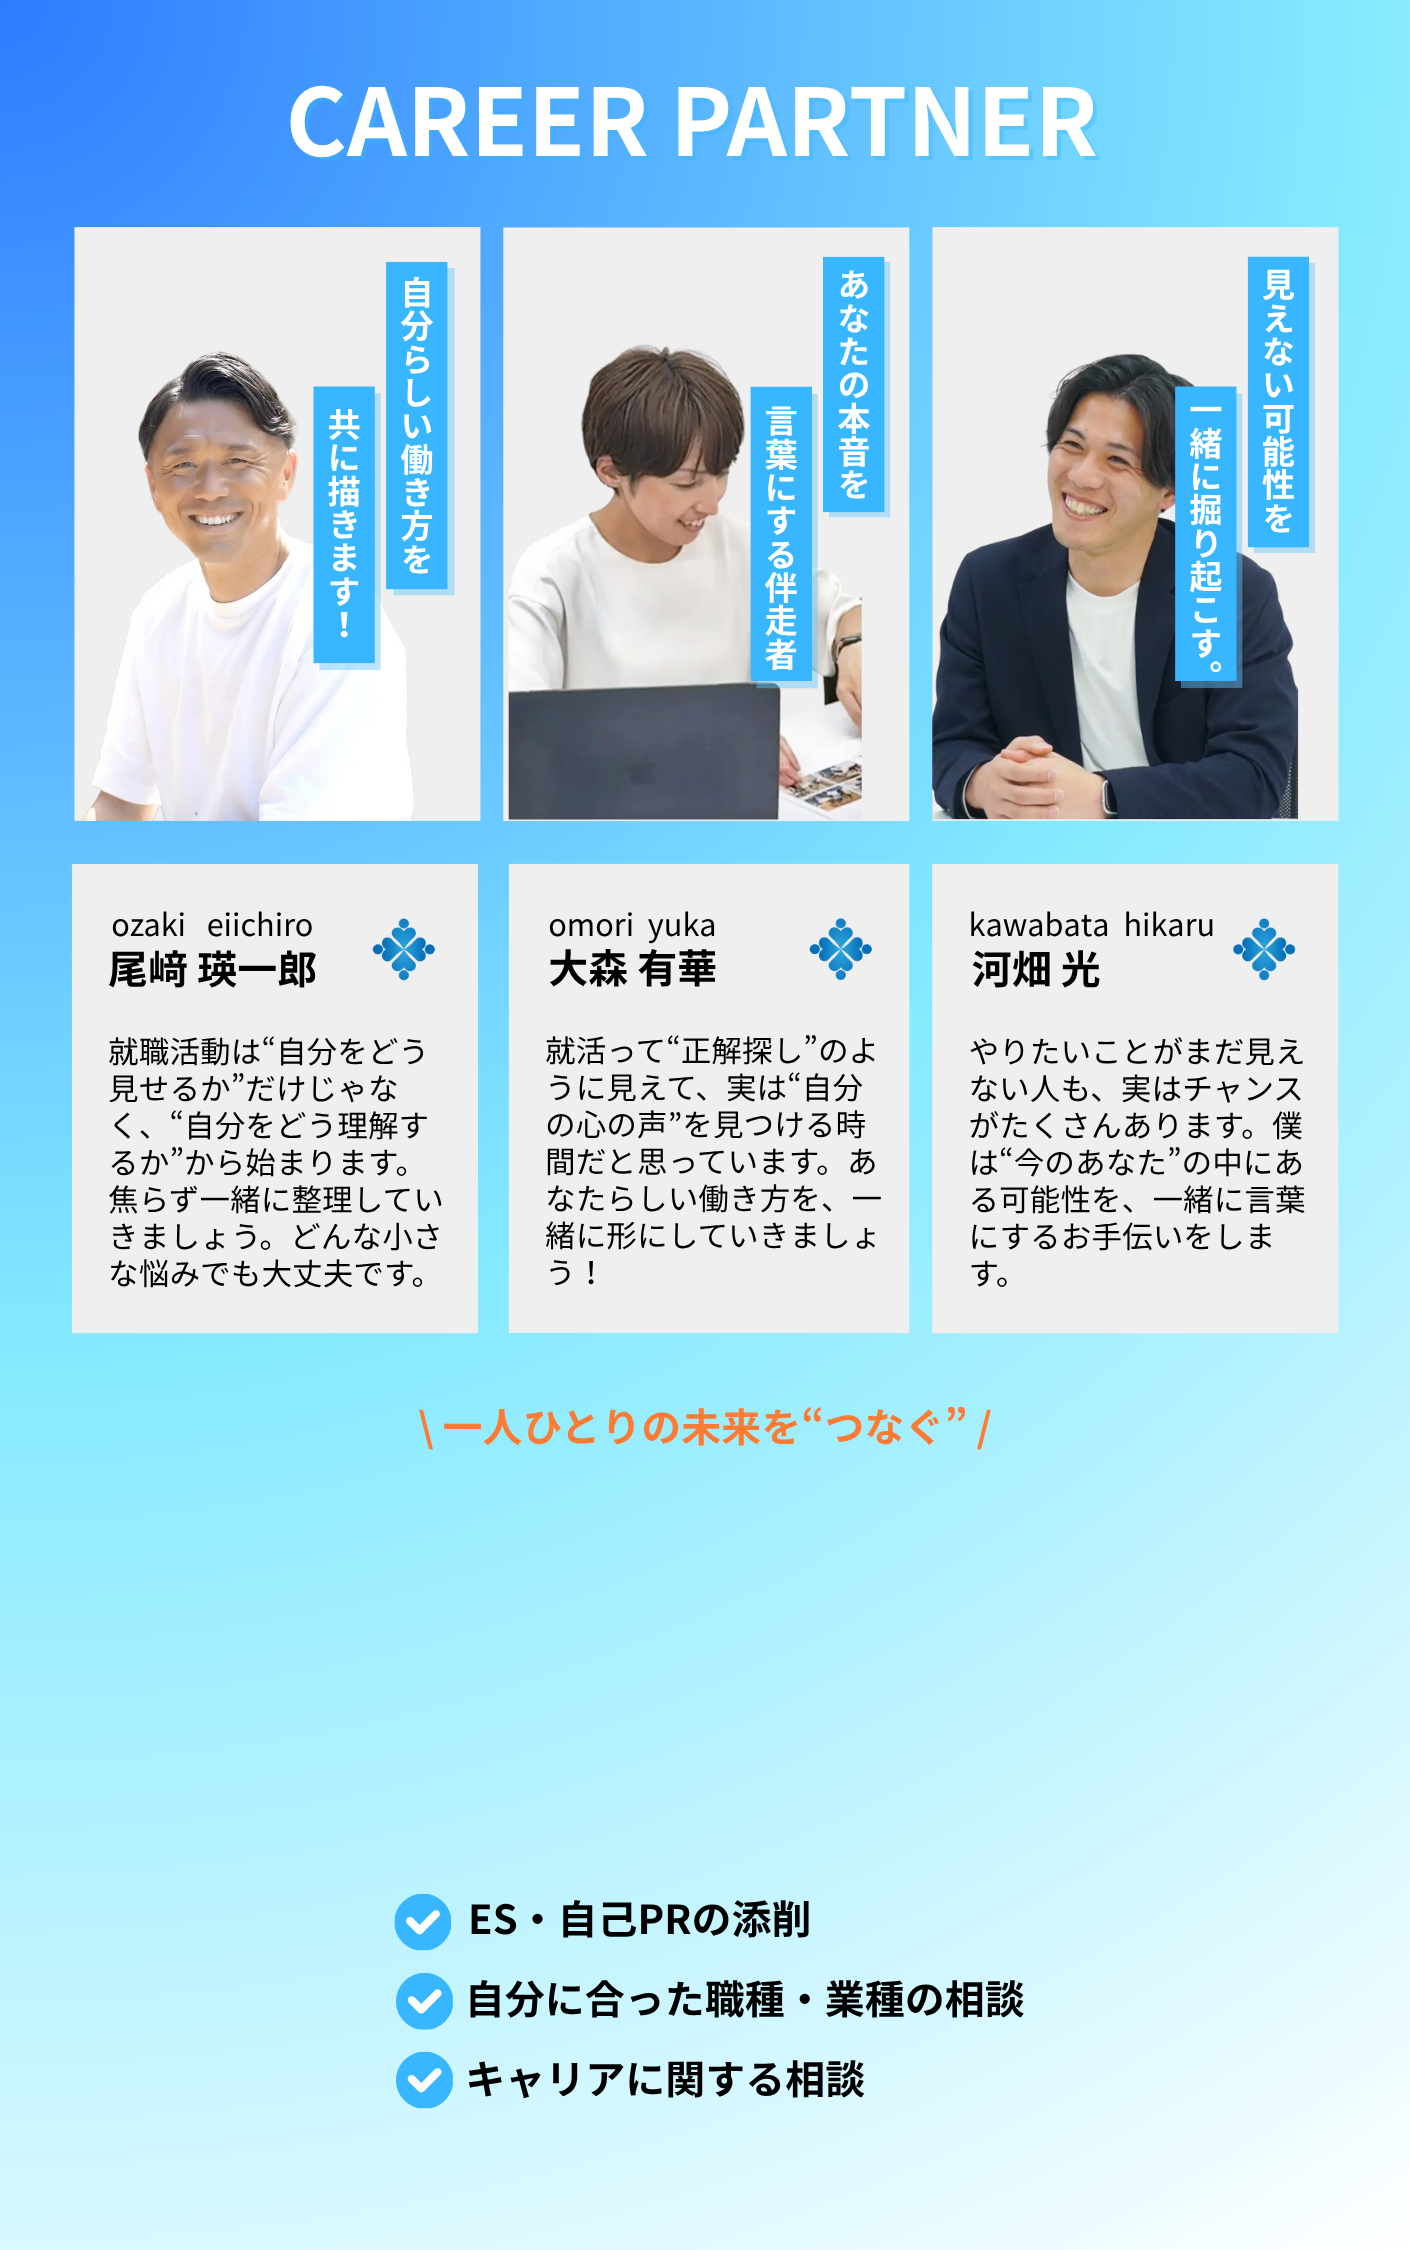 CAREER PARTNER
自分らしい働き方を
共に描きます！
あなたの本音を
言葉にする伴走者
見えない可能性を
一緒に掘り起こす。
ozaki eiichiro
尾﨑 瑛一郎
就職活動は“自分をどう
見せるか”だけじゃな
く、“自分をどう理解す
るか”から始まります。
焦らず一緒に整理してい
きましょう。どんな小さ
な悩みでも大丈夫です。
omori yuka
大森 有華
就活って“正解探し”のよ
うに見えて、実は“自分
の心の声”を見つける時
間だと思っています。あ
なたらしい働き方を、一
緒に形にしていきましょ
う！
kawabata hikaru
河畑 光
やりたいことがまだ見え
ない人も、実はチャンス
がたくさんあります。僕
は“今のあなた”の中にあ
る可能性を、一緒に言葉
にするお手伝いをしま
す。
\ 一人ひとりの未来を“つなぐ” /
ES・自己PRの添削
自分に合った職種・業種の相談
キャリアに関する相談